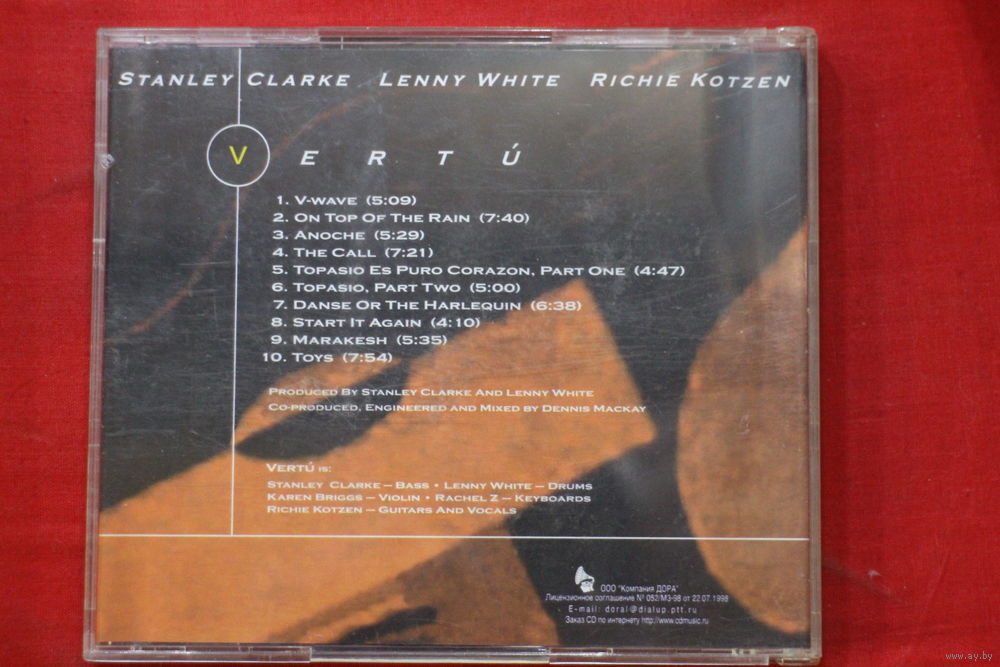 STANLEY CLARKE LENNY WHITE RICHIE KOTZEN
VERTÚ
1. V-WAVE (5:09)
2. ON TOP OF THE RAIN (7:40)
3. ANOCHE (5:29)
4. THE CALL (7:21)
5. TOPASIO ES PURO CORAZON, PART ONE (4:47)
6. TOPASIO, PART TWO (5:00)
7. DANSE OR THE HARLEQUIN (6:38)
8. START IT AGAIN (4:10)
9. MARAKESH (5:35)
10. TOYS (7:54)
PRODUCED BY STANLEY CLARKE AND LENNY WHITE
CO-PRODUCED, ENGINEERED AND MIXED BY DENNIS MACKAY
VERTÚ IS:
STANLEY CLARKE – BASS • LENNY WHITE – DRUMS
KAREN BRIGGS – VIOLIN • RACHEL Z – KEYBOARDS
RICHIE KOTZEN – GUITARS AND VOCALS
ООО "Компания ДОРА"
Лицензионное соглашение № 052/МЗ-98 от 22.07.1998
E-mail: doral@dialup.ptt.ru
Заказ CD по интернету http://www.cdmusic.ru
www.ay.by